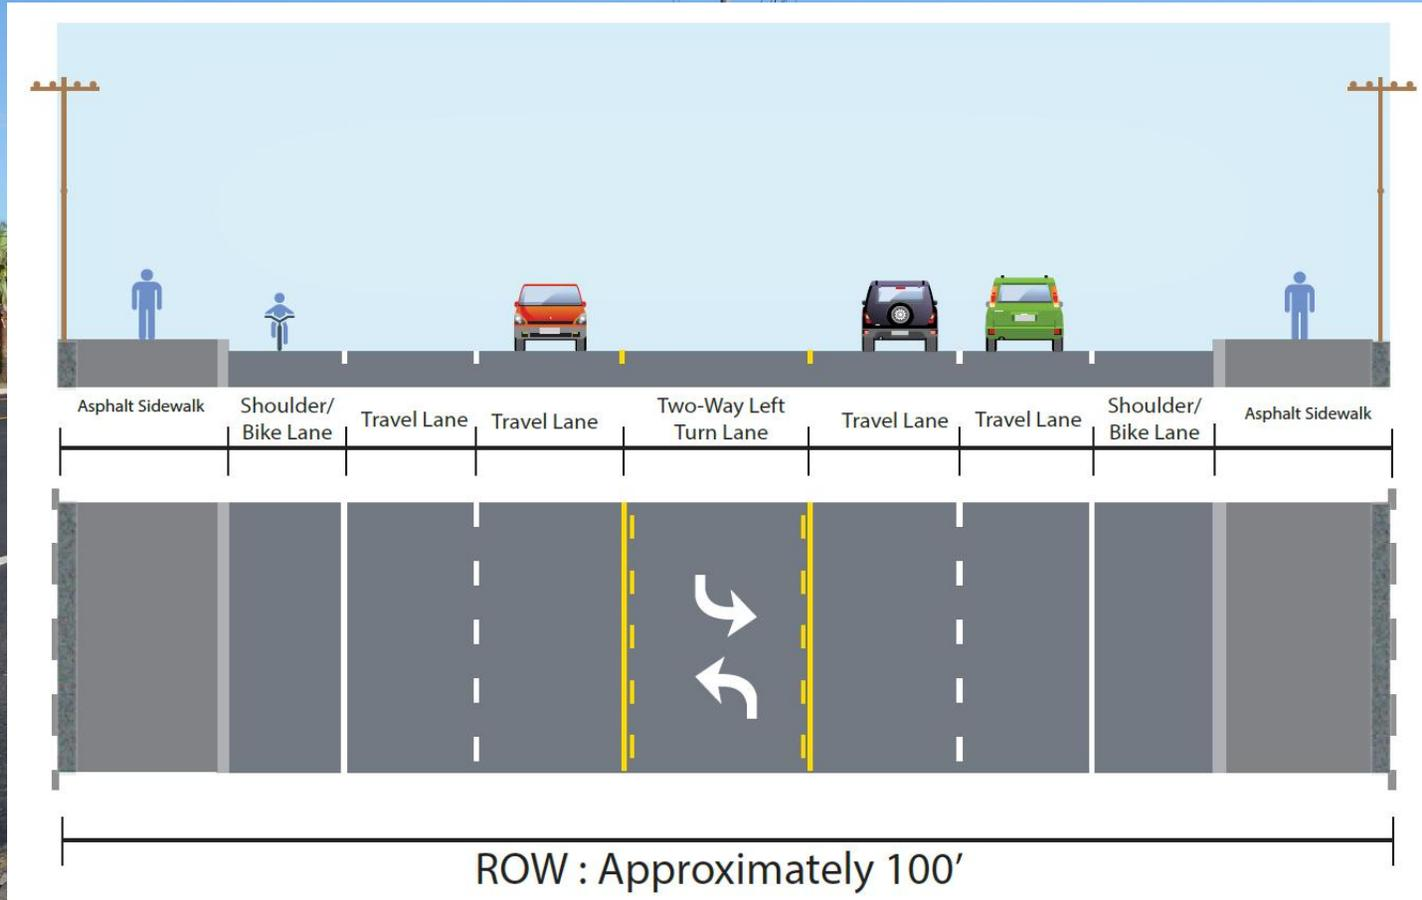 Asphalt Sidewalk
Shoulder/
Bike Lane
Travel Lane
Travel Lane
Two-Way Left
Turn Lane
Travel Lane
Travel Lane
Shoulder/
Bike Lane
Asphalt Sidewalk
ROW : Approximately 100’